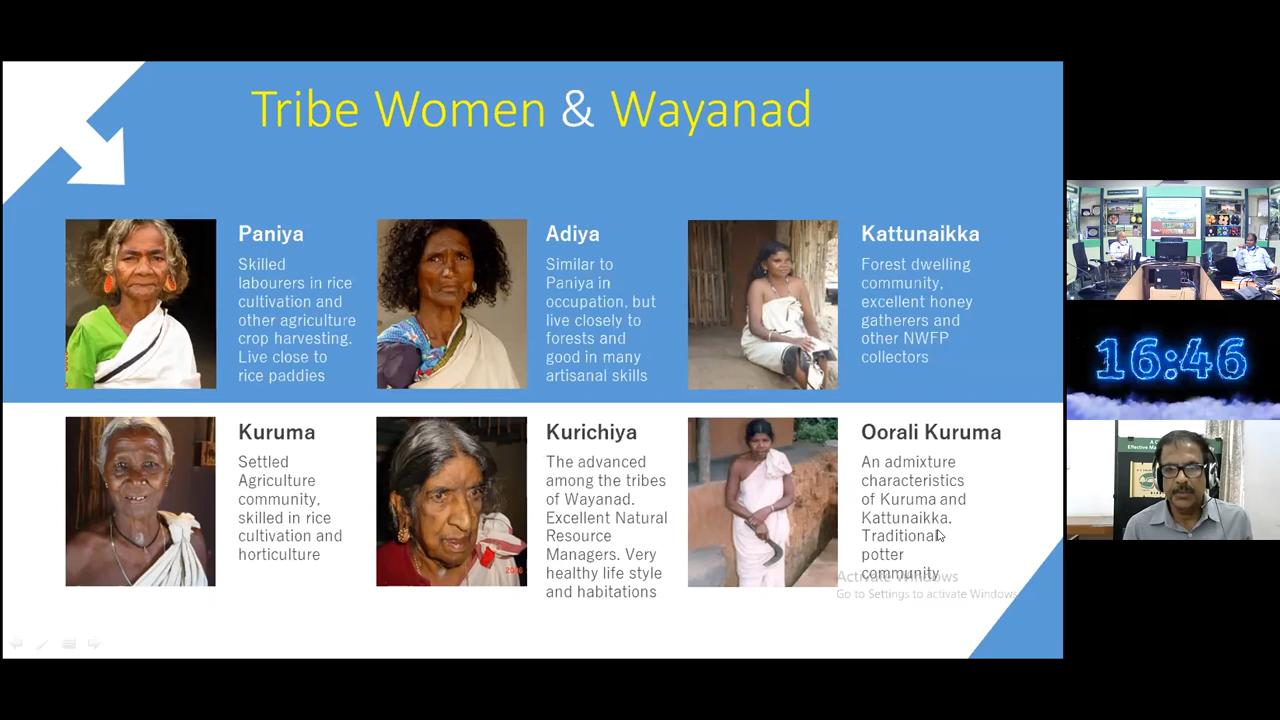 Tribe Women & Wayanad
Paniya
Skilled
labourers in rice
cultivation and
other agriculture
crop harvesting.
Live close to
rice paddies
Adiya
Similar to
Paniya in
occupation, but
live closely to
forests and
good in many
artisanal skills
Kattunaikka
Forest dwelling
community,
excellent honey
gatherers and
other NWFP
collectors
Kuruma
Settled
Agriculture
community,
skilled in rice
cultivation and
horticulture
Kurichiya
The advanced
among the tribes
of Wayanad.
Excellent Natural
Resource
Managers. Very
healthy life style
and habitations
Oorali Kuruma
An admixture
characteristics
of Kuruma and
Kattunaikka.
Traditional
potter
community
Activate Windows
Go to Settings to activate Windows.
16:46